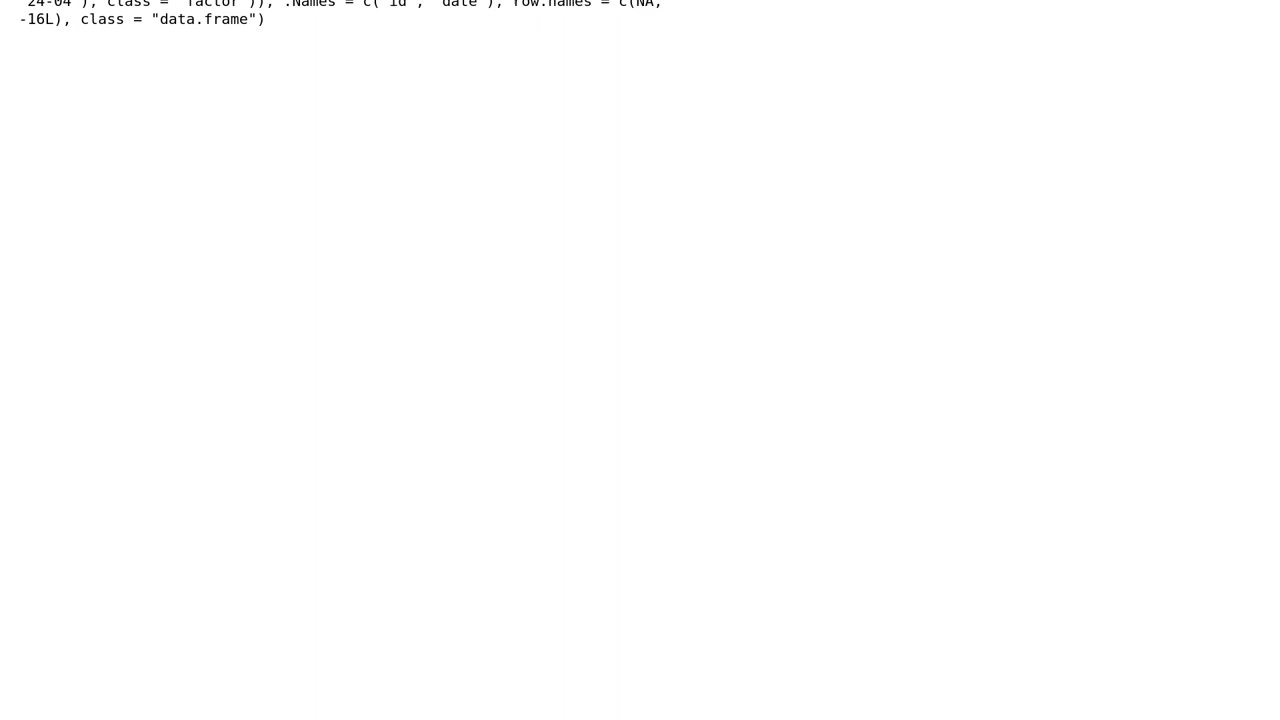 24-04"), class = "factor")), .Names = c("id", "date"), row.names = c(NA,
-16L), class = "data.frame")